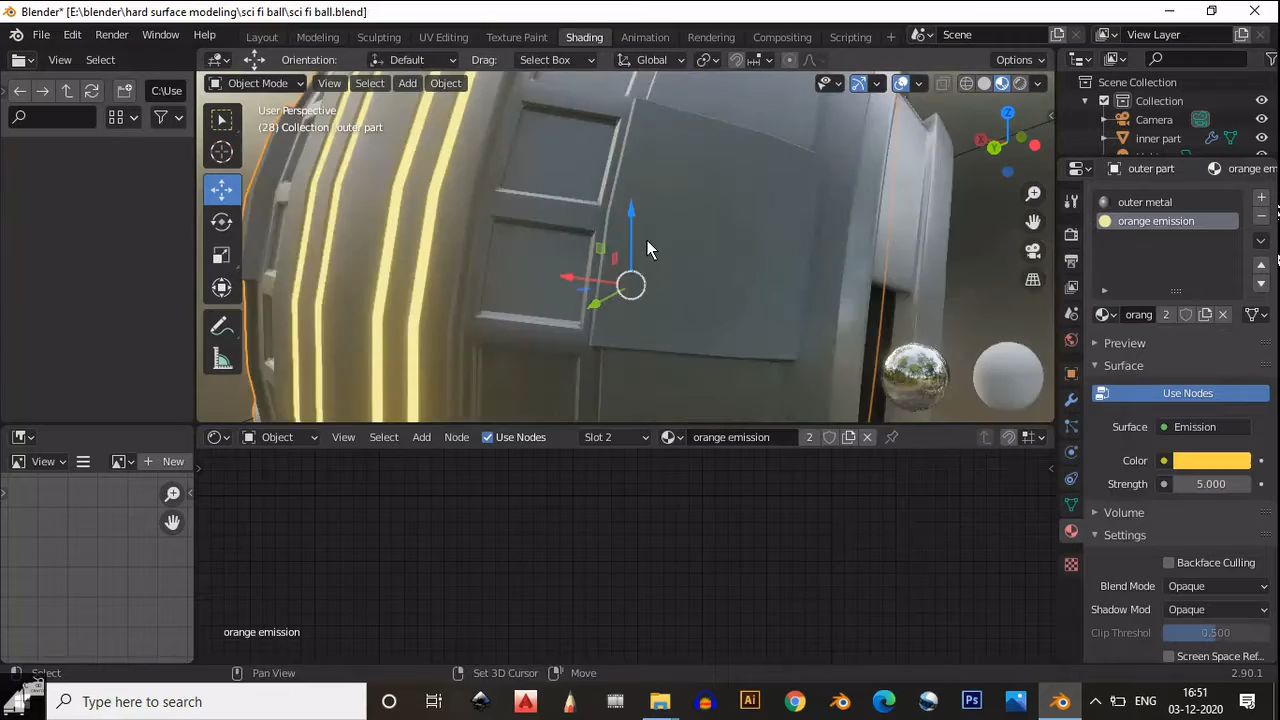 Blender* [E:\blender\hard surface modeling\sci fi ball\sci fi ball.blend]
File Edit Render Window Help Layout Modeling Sculpting UV Editing Texture Paint Shading Animation Rendering Compositing Scripting Scene View Layer
View Select Orientation: Default Drag: Select Box Global Options
Object Mode View Select Add Object
C:\Use
User Perspective
(28) Collection | outer part
Scene Collection
Collection
Camera
inner part
outer part orange em
outer metal
orange emission
orang 2
Preview
Surface
Use Nodes
Surface Emission
Color
Strength 5.000
Volume
Settings
Backface Culling
Blend Mode Opaque
Shadow Mod Opaque
Clip Threshol 0.500
Screen Space Ref...
Object View Select Add Node Use Nodes Slot 2 orange emission 2
View New
orange emission
Select Pan View Set 3D Cursor Move 2.90.1
Type here to search
ENG
16:51
03-12-2020
X
Y
Z
Ai
Ps